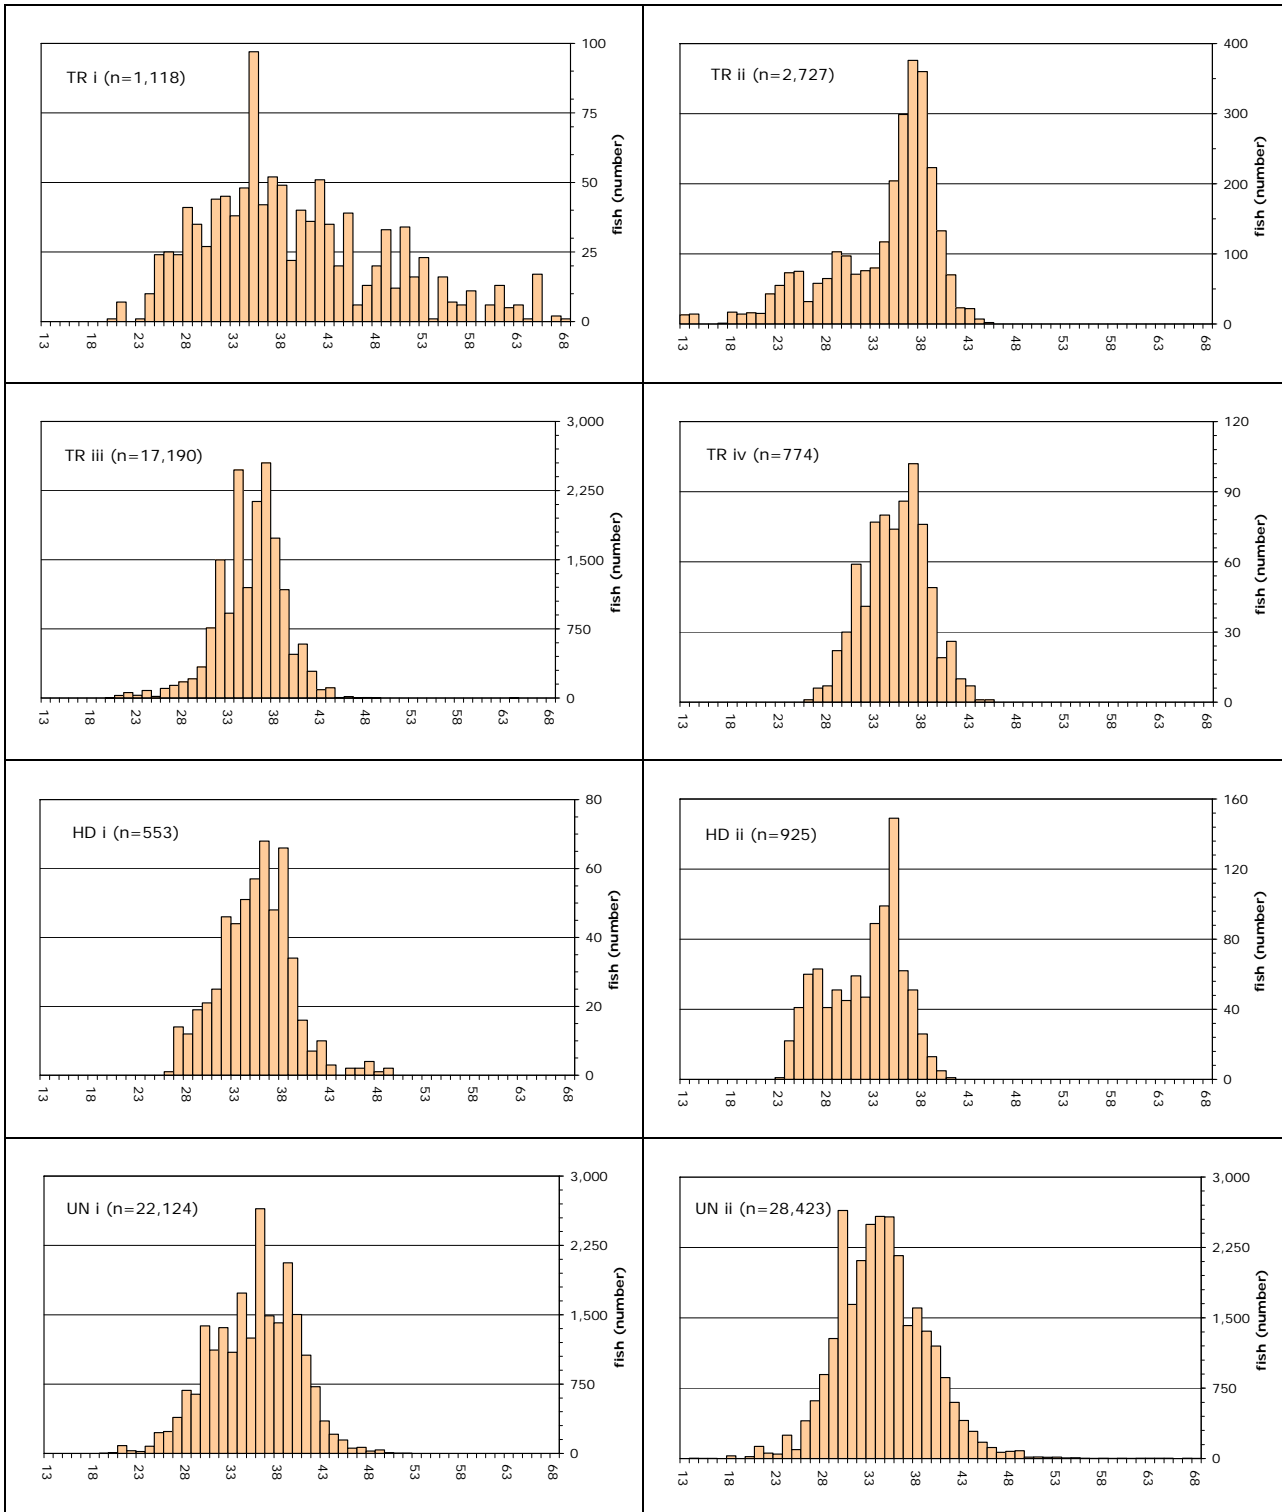 TR i (n=1,118)
100
75
50
25
0
fish (number)
13 18 23 28 33 38 43 48 53 58 63 68
TR ii (n=2,727)
400
300
200
100
0
fish (number)
13 18 23 28 33 38 43 48 53 58 63 68
TR iii (n=17,190)
3,000
2,250
1,500
750
0
fish (number)
13 18 23 28 33 38 43 48 53 58 63 68
TR iv (n=774)
120
90
60
30
0
fish (number)
13 18 23 28 33 38 43 48 53 58 63 68
HD i (n=553)
80
60
40
20
0
fish (number)
13 18 23 28 33 38 43 48 53 58 63 68
HD ii (n=925)
160
120
80
40
0
fish (number)
13 18 23 28 33 38 43 48 53 58 63 68
UN i (n=22,124)
3,000
2,250
1,500
750
0
fish (number)
13 18 23 28 33 38 43 48 53 58 63 68
UN ii (n=28,423)
3,000
2,250
1,500
750
0
fish (number)
13 18 23 28 33 38 43 48 53 58 63 68